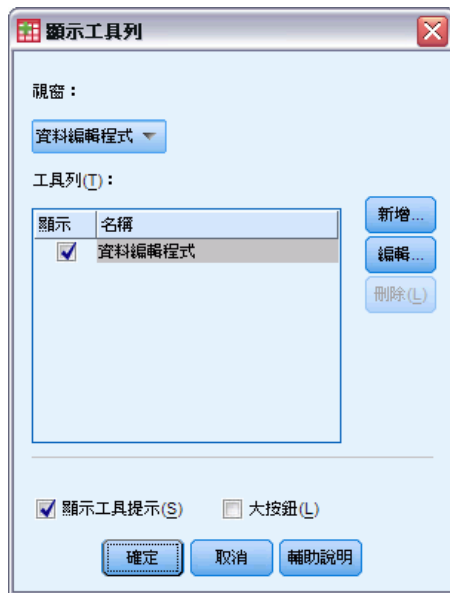 顯示工具列
視窗：
資料編輯程式
工具列(T)：
顯示 名稱
資料編輯程式
新增...
編輯...
刪除(L)
顯示工具提示(S) 大按鈕(L)
確定 取消 輔助說明